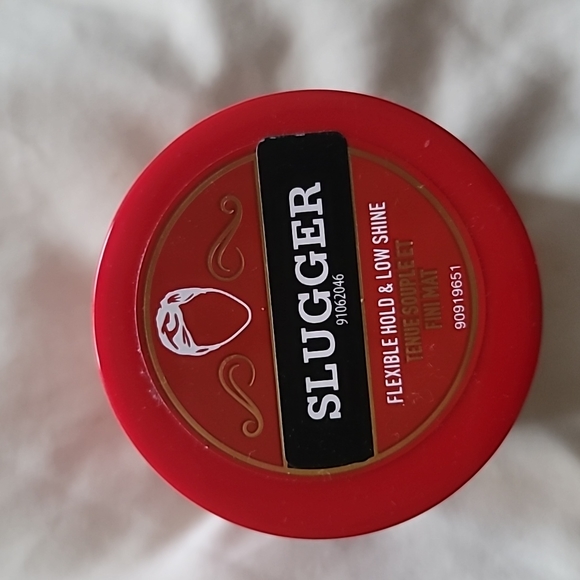 SLUGGER
91062046
FLEXIBLE HOLD & LOW SHINE
TENUE SOUPLE ET
FINI MAT
90919651